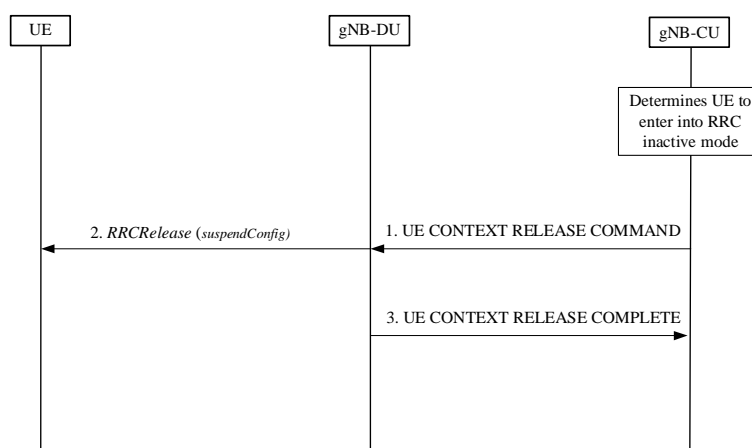 UE
gNB-DU
gNB-CU
Determines UE to
enter into RRC
inactive mode
2. RRCRelease (suspendConfig)
1. UE CONTEXT RELEASE COMMAND
3. UE CONTEXT RELEASE COMPLETE